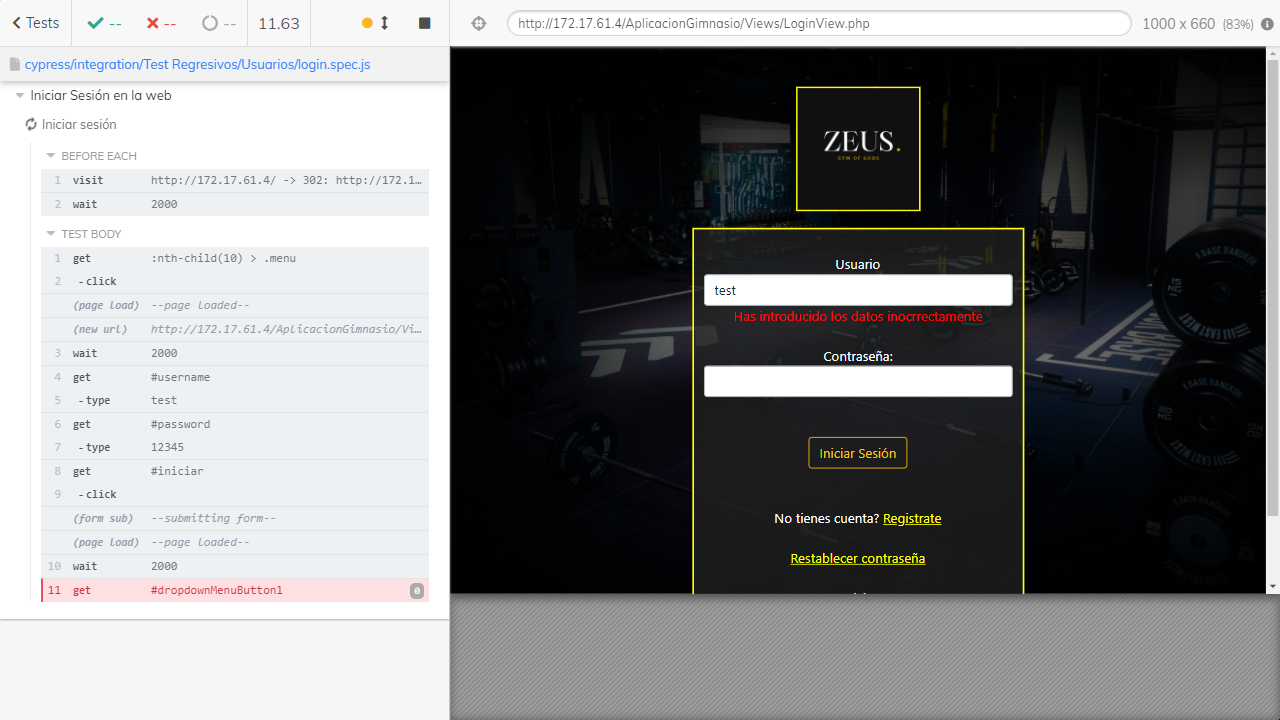 Tests
--
--
--
11.63
http://172.17.61.4/AplicacionGimnasio/Views/LoginView.php
1000 x 660 (83%)
cypress/integration/Test Regresivos/Usuarios/login.spec.js
Iniciar Sesión en la web
Iniciar sesión
BEFORE EACH
1 visit http://172.17.61.4/ -> 302: http://172.1…
2 wait 2000
TEST BODY
1 get :nth-child(10) > .menu
2 -click
(page load) --page loaded--
(new url) http://172.17.61.4/AplicacionGimnasio/Vi…
3 wait 2000
4 get #username
5 -type test
6 get #password
7 -type 12345
8 get #iniciar
9 -click
(form sub) --submitting form--
(page load) --page loaded--
10 wait 2000
11 get #dropdownMenuButton1 0
ZEUS.
GYM OF GODS
Usuario
test
Has introducido los datos inocrrectamente
Contraseña:
Iniciar Sesión
No tienes cuenta? Registrate
Restablecer contraseña